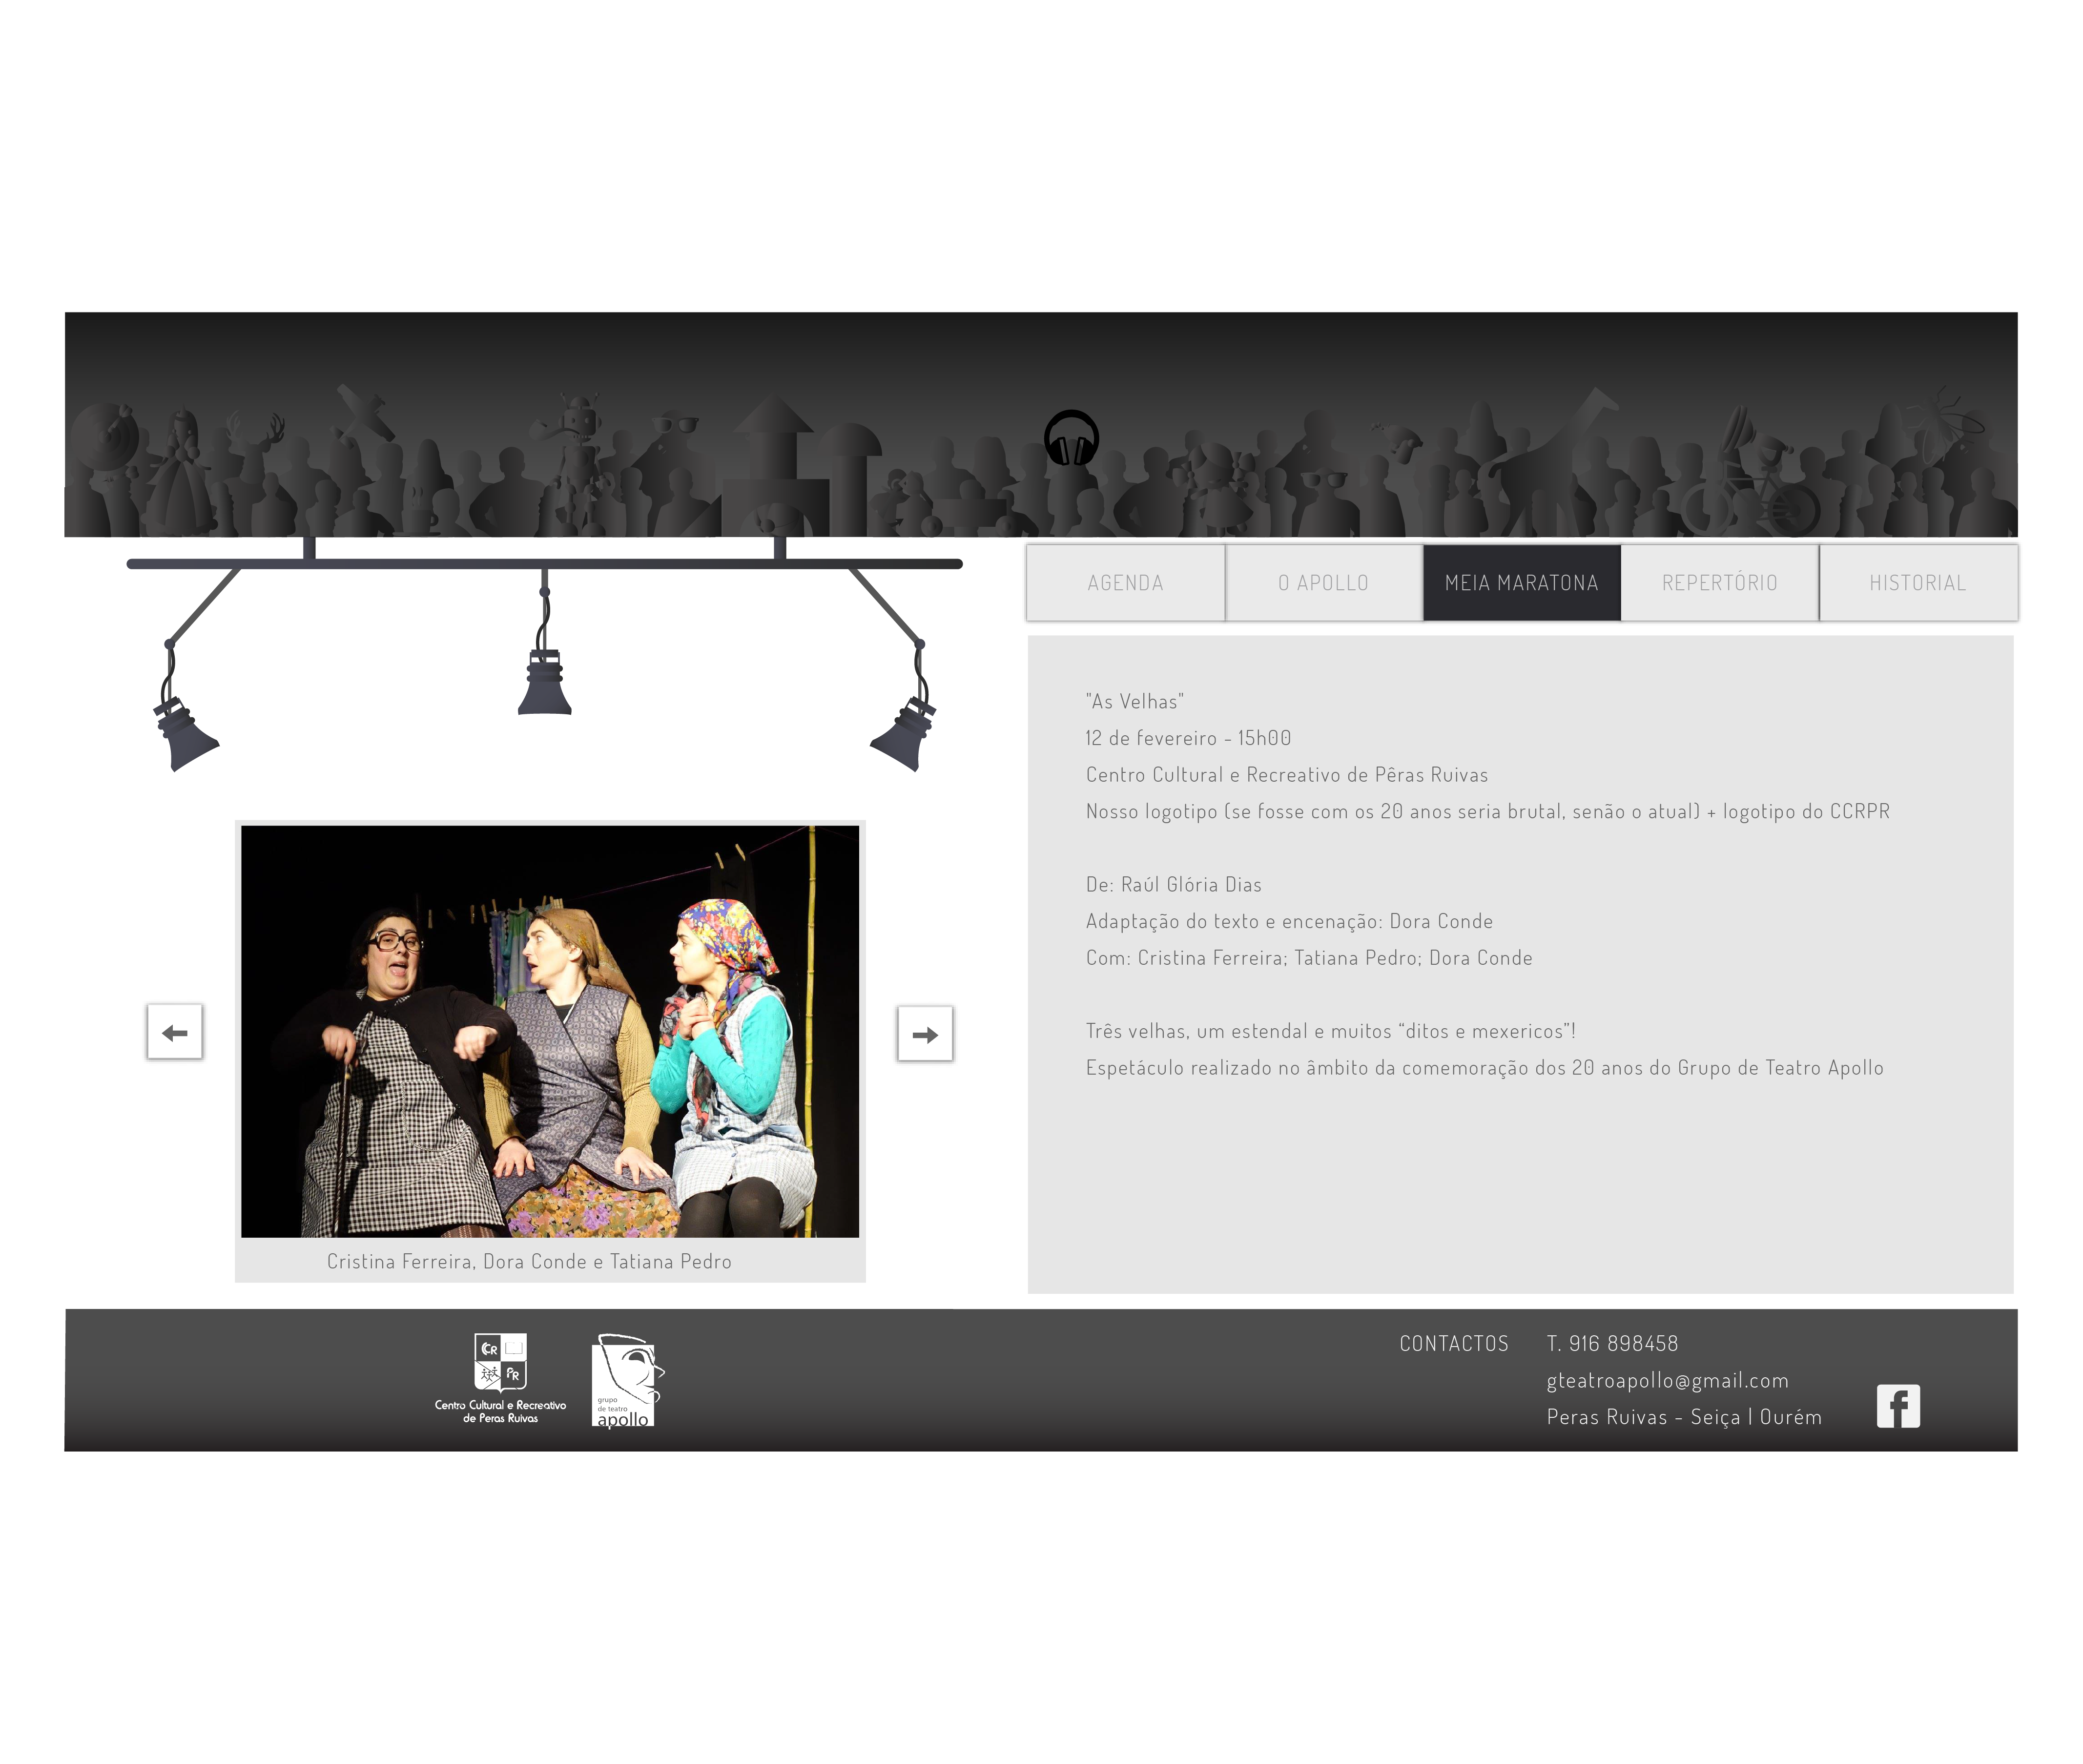 AGENDA
O APOLLO
MEIA MARATONA
REPERTÓRIO
HISTORIAL
"As Velhas"
12 de fevereiro - 15h00
Centro Cultural e Recreativo de Pêras Ruivas
Nosso logotipo (se fosse com os 20 anos seria brutal, senão o atual) + logotipo do CCRPR
De: Raúl Glória Dias
Adaptação do texto e encenação: Dora Conde
Com: Cristina Ferreira; Tatiana Pedro; Dora Conde
Três velhas, um estendal e muitos “ditos e mexericos”!
Espetáculo realizado no âmbito da comemoração dos 20 anos do Grupo de Teatro Apollo
Cristina Ferreira, Dora Conde e Tatiana Pedro
CCR
PR
Centro Cultural e Recreativo
de Peras Ruivas
grupo
de teatro
apollo
CONTACTOS
T. 916 898458
gteatroapollo@gmail.com
Peras Ruivas - Seiça | Ourém
f